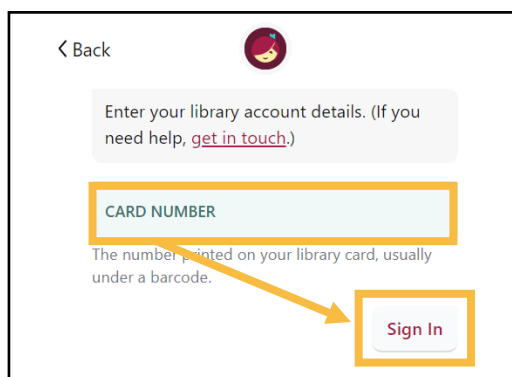 Back
Enter your library account details. (If you
need help, get in touch.)
CARD NUMBER
The number printed on your library card, usually
under a barcode.
Sign In